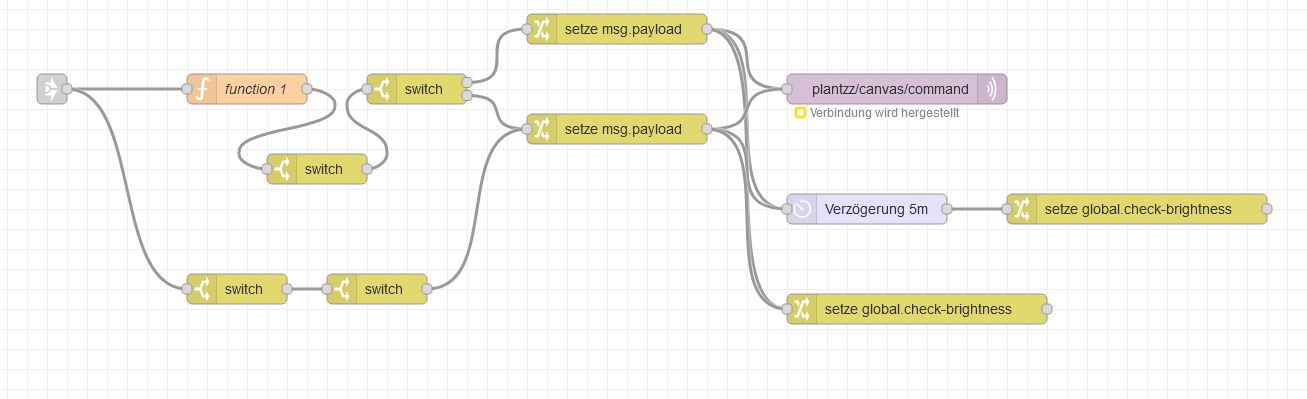 setze msg.payload
function 1
switch
plantzz/canvas/command
Verbindung wird hergestellt
setze msg.payload
switch
Verzögerung 5m
setze global.check-brightness
switch
switch
setze global.check-brightness